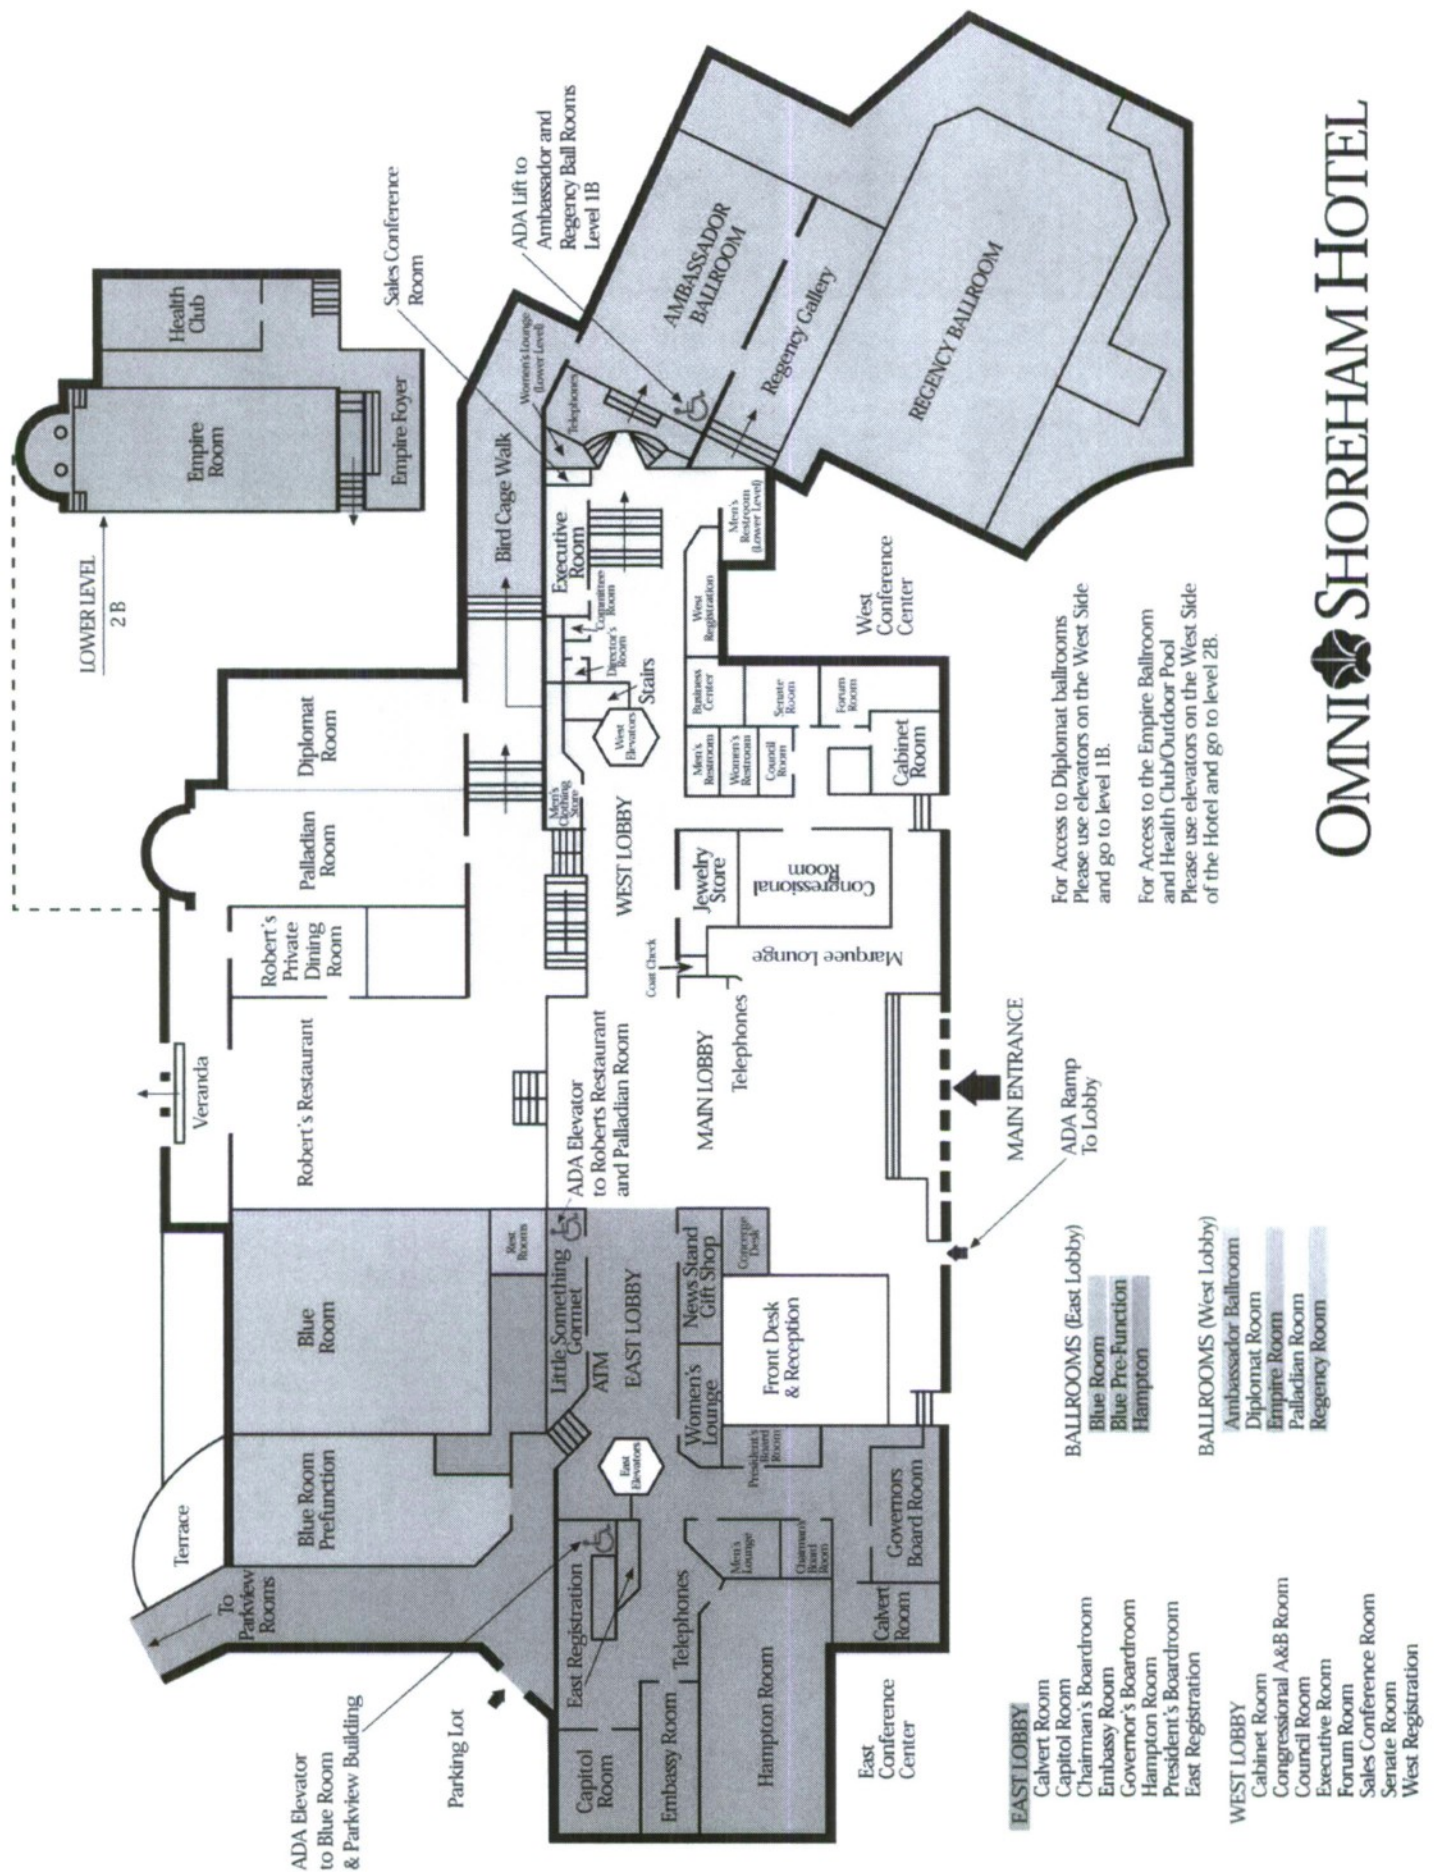 LOWER LEVEL
2 B
Empire
Room
Health
Club
Empire Foyer
Sales Conference
Room
ADA Lift to
Ambassador and
Regency Ball Rooms
Level 1B
Diplomat
Room
Palladian
Room
Robert's
Private
Dining
Room
Veranda
Robert's Restaurant
Bird Cage Walk
Women's Lounge
(Lower Level)
Telephones
AMBASSADOR
BALLROOM
Regency Gallery
REGENCY BALLROOM
Executive
Room
Committee
Room
Director's
Room
Stairs
West
Elevators
Men's
Clothing
Store
WEST LOBBY
Men's
Restroom
(Lower Level)
West
Registration
Business
Center
Senate
Room
Forum
Room
Men's
Restroom
Women's
Restroom
Council
Room
Cabinet
Room
West
Conference
Center
Jewelry
Store
Congressional
Room
Marquee Lounge
Coat Check
Telephones
MAIN LOBBY
ADA Elevator
to Roberts Restaurant
and Palladian Room
MAIN ENTRANCE
ADA Ramp
To Lobby
Blue
Room
Rest
Rooms
Blue Room
Prefunction
Terrace
To
Parkview
Rooms
Little Something
Gormet
ATM
EAST LOBBY
News Stand
Gift Shop
Concerge
Desk
Women's
Lounge
Front Desk
& Reception
East
Elevators
President's
Board
Room
Governors
Board Room
Men's
Lounge
Chairman's
Board
Room
Calvert
Room
East Registration
Telephones
Capitol
Room
Embassy Room
Hampton Room
East
Conference
Center
Parking Lot
ADA Elevator
to Blue Room
& Parkview Building
EAST LOBBY
Calvert Room
Capitol Room
Chairman's Boardroom
Embassy Room
Governor's Boardroom
Hampton Room
President's Boardroom
East Registration
WEST LOBBY
Cabinet Room
Congressional A&B Room
Council Room
Executive Room
Forum Room
Sales Conference Room
Senate Room
West Registration
BALLROOMS (East Lobby)
Blue Room
Blue Pre-Function
Hampton
BALLROOMS (West Lobby)
Ambassador Ballroom
Diplomat Room
Empire Room
Palladian Room
Regency Room
For Access to Diplomat ballrooms
Please use elevators on the West Side
and go to level 1B.
For Access to the Empire Ballroom
and Health Club/Outdoor Pool
Please use elevators on the West Side
of the Hotel and go to level 2B.
OMNI SHOREHAM HOTEL